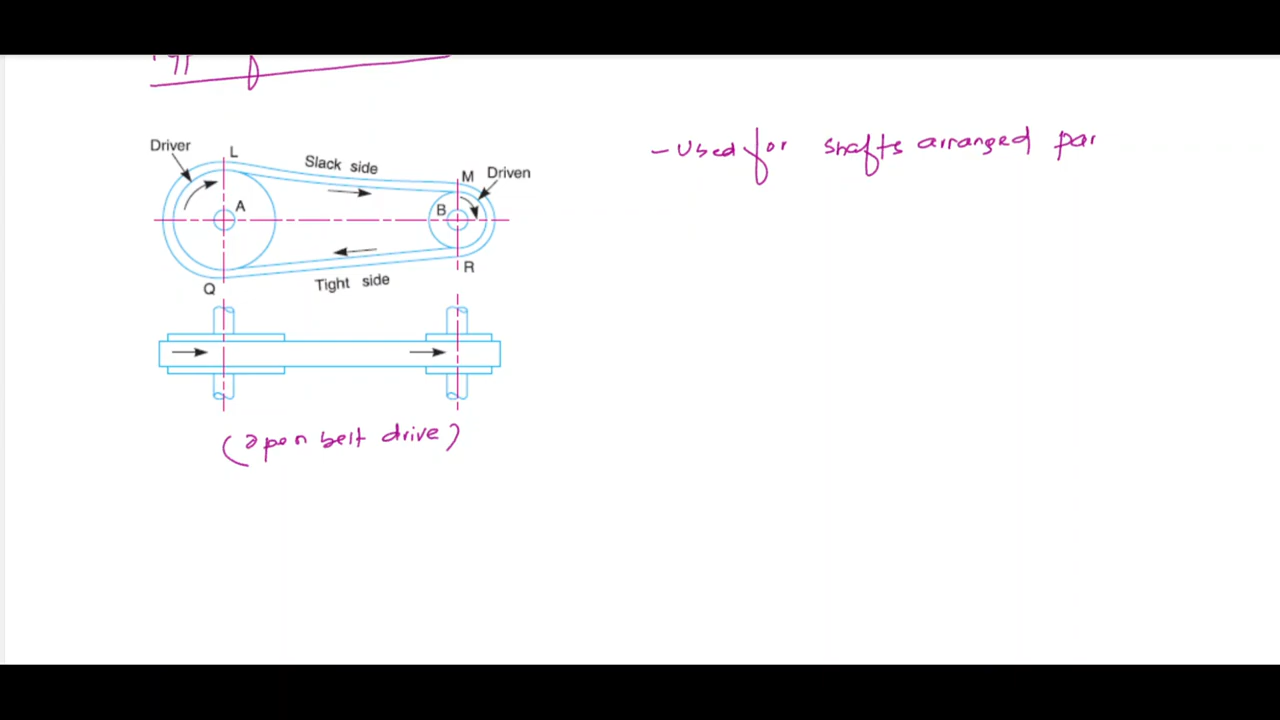 - Used for shafts arranged par
Driver
L
Slack side
M Driven
A
B
R
Q
Tight side
(open belt drive)